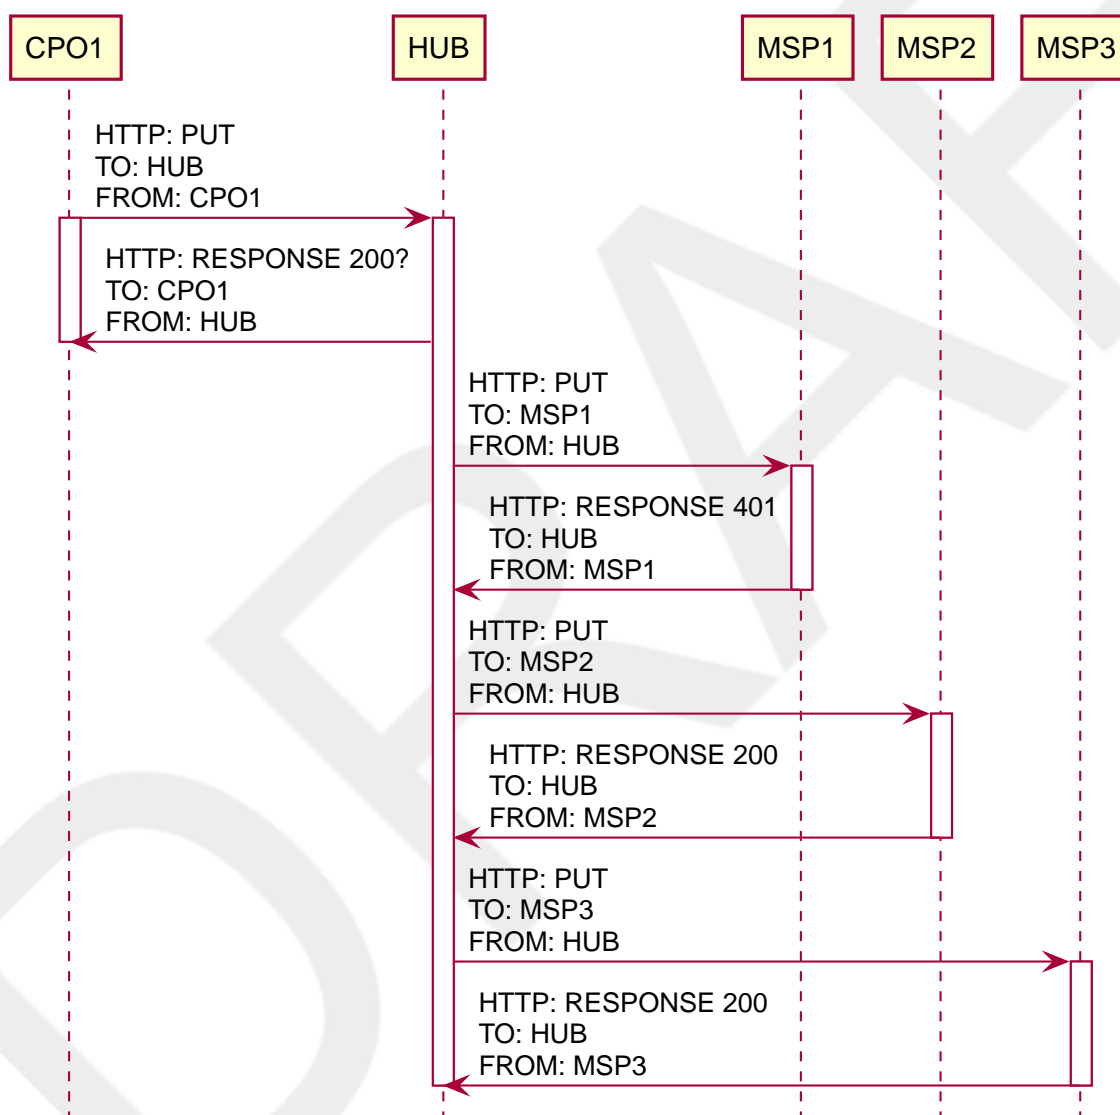 CPO1
HUB
MSP1
MSP2
MSP3
HTTP: PUT
TO: HUB
FROM: CPO1
HTTP: RESPONSE 200?
TO: CPO1
FROM: HUB
HTTP: PUT
TO: MSP1
FROM: HUB
HTTP: RESPONSE 401
TO: HUB
FROM: MSP1
HTTP: PUT
TO: MSP2
FROM: HUB
HTTP: RESPONSE 200
TO: HUB
FROM: MSP2
HTTP: PUT
TO: MSP3
FROM: HUB
HTTP: RESPONSE 200
TO: HUB
FROM: MSP3